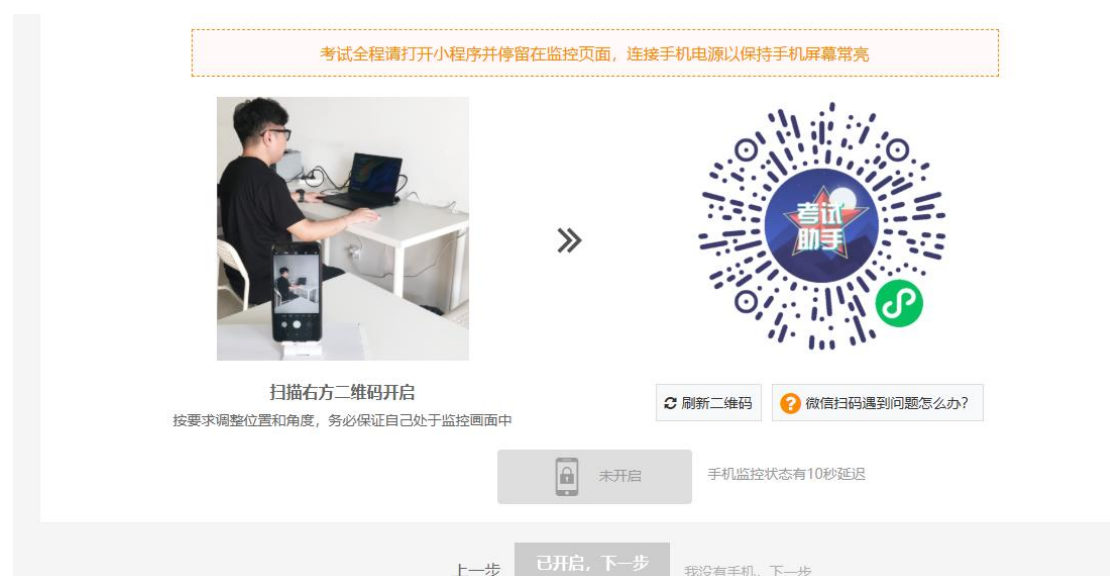 考试全程请打开小程序并停留在监控页面，连接手机电源以保持手机屏幕常亮
考试
助手
扫描右方二维码开启
按要求调整位置和角度，务必保证自己处于监控画面中
刷新二维码
? 微信扫码遇到问题怎么办?
未开启
手机监控状态有10秒延迟
上一步
已开启，下一步
我没有手机，下一步